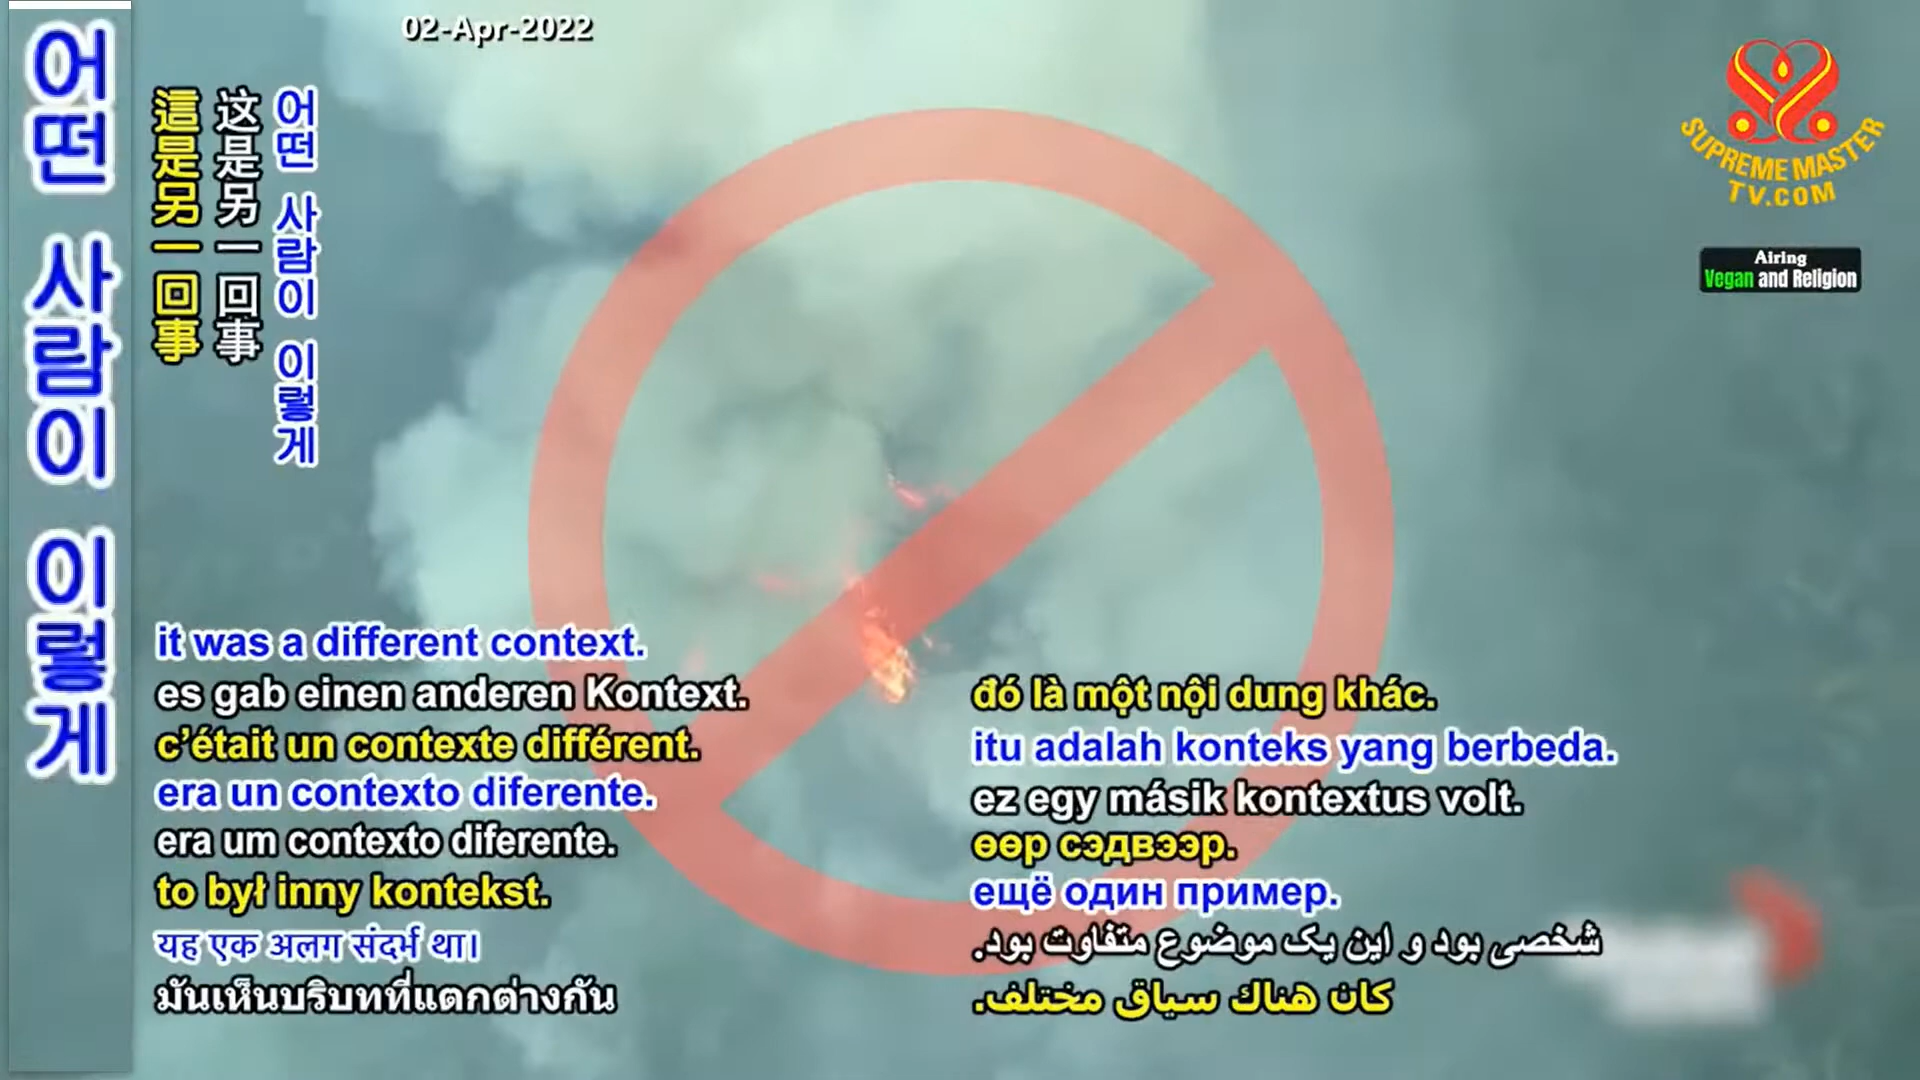 02-Apr-2022
어떤 사람이 이렇게
這是另一回事
这是另一回事
어떤 사람이 이렇게
SUPREME MASTER
TV.COM
Airing
Vegan and Religion
it was a different context.
es gab einen anderen Kontext.
c’était un contexte différent.
era un contexto diferente.
era um contexto diferente.
to był inny kontekst.
यह एक अलग संदर्भ था।
มันเห็นบริบทที่แตกต่างกัน
đó là một nội dung khác.
itu adalah konteks yang berbeda.
ez egy másik kontextus volt.
өөр сэдвээр.
ещё один пример.
شخصی بود و این یک موضوع متفاوت بود.
كان هناك سياق مختلف.